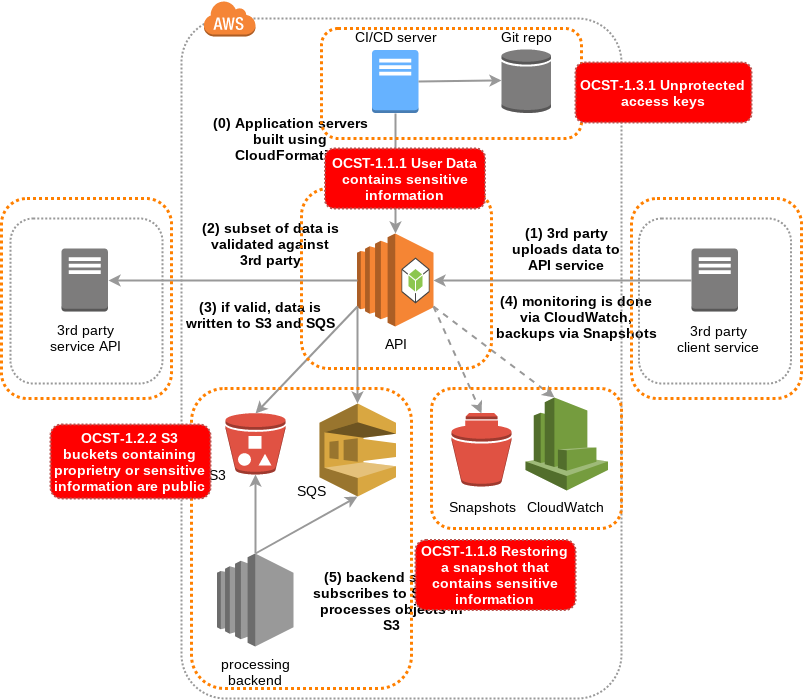 AWS
CI/CD server
Git repo
OCST-1.3.1 Unprotected
access keys
(0) Application servers
built using
OCST-1.1.1 User Data
contains sensitive
information
(2) subset of data is
validated against
3rd party
(1) 3rd party
uploads data to
API service
(3) if valid, data is
written to S3 and SQS
(4) monitoring is done
via CloudWatch,
backups via Snapshots
3rd party
service API
API
3rd party
client service
OCST-1.2.2 S3
buckets containing
proprietry or sensitive
information are public
S3
SQS
Snapshots
CloudWatch
OCST-1.1.8 Restoring
a snapshot that
contains sensitive
information
(5) backend
subscribes to
processes objects in
S3
processing
backend